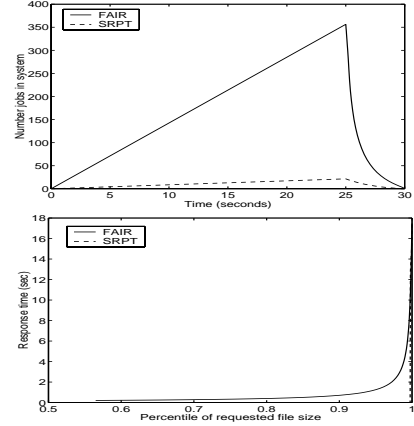 400
350
300
250
200
150
100
50
0
Number jobs in system
FAIR
SRPT
0 5 10 15 20 25 30
Time (seconds)
18
16
14
12
10
8
6
4
2
0
Response time (sec)
FAIR
SRPT
0.5 0.6 0.7 0.8 0.9 1
Percentile of requested file size